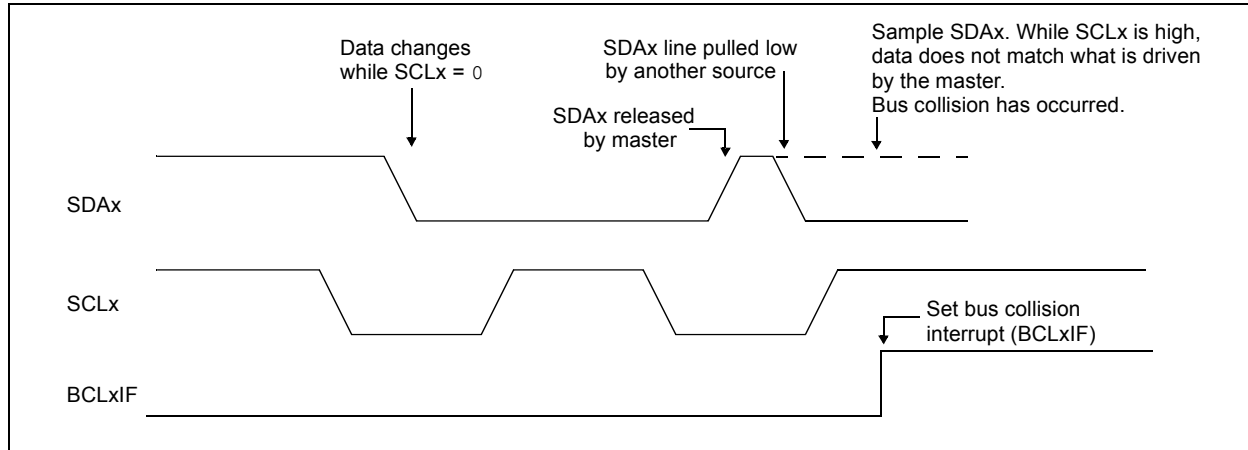 Data changes
while SCLx = 0
SDAx line pulled low
by another source
Sample SDAx. While SCLx is high,
data does not match what is driven
by the master.
Bus collision has occurred.
SDAx released
by master
SDAx
SCLx
Set bus collision
interrupt (BCLxIF)
BCLxIF